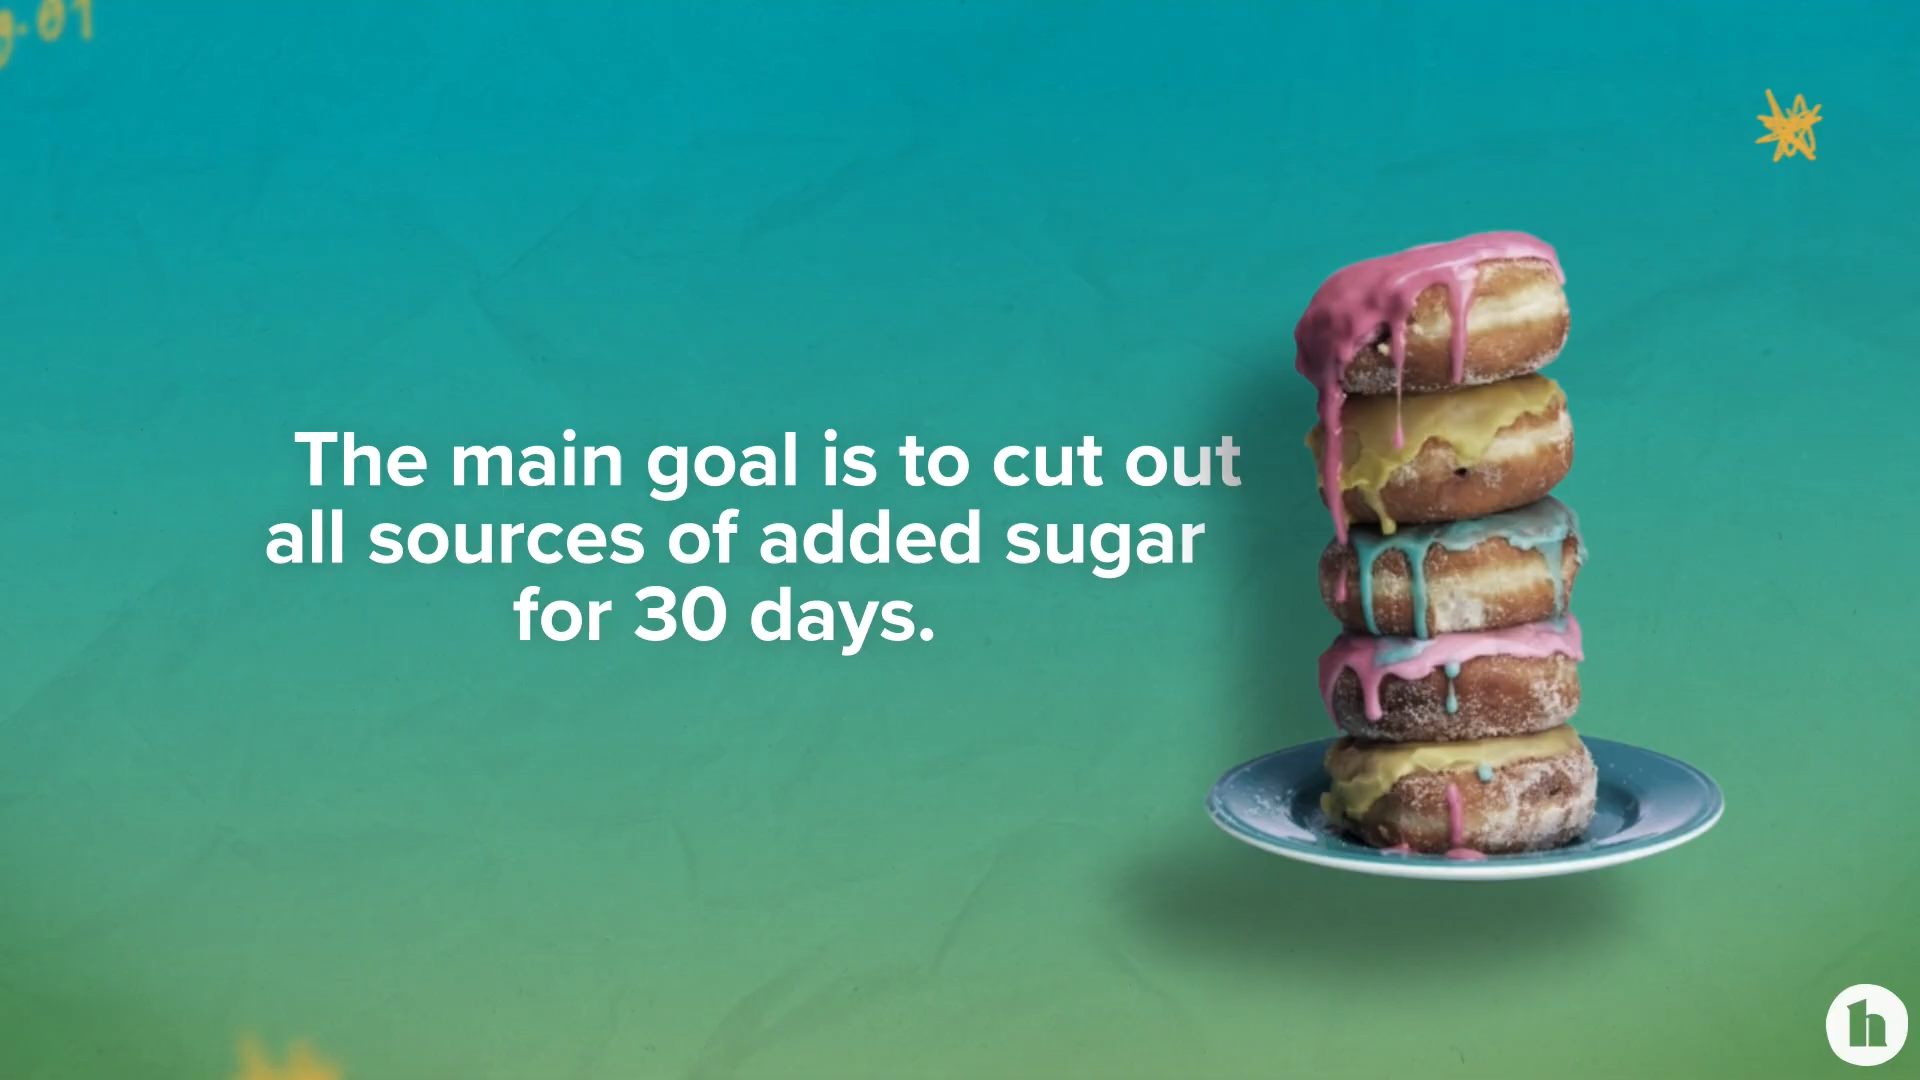 The main goal is to cut out
all sources of added sugar
for 30 days.
h